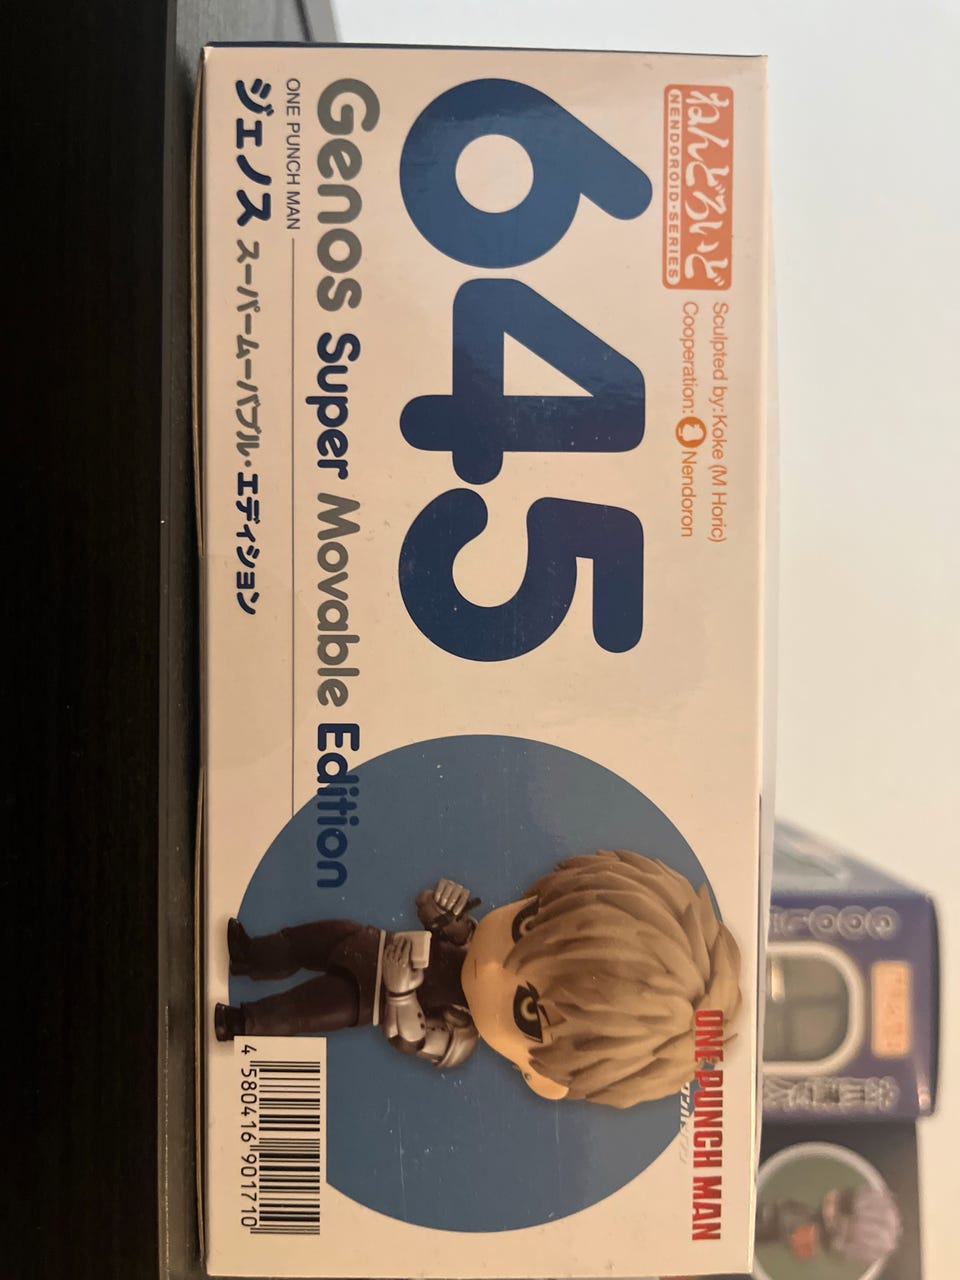 ねんどろいど
NENDOROID·SERIES
Sculpted by:Koke (M Horic)
Cooperation: Nendoron
645
Genos Super Movable Edition
ONE PUNCH MAN
ジェノス スーパームーバブル・エディション
ONE PUNCH MAN
4 580416 901710